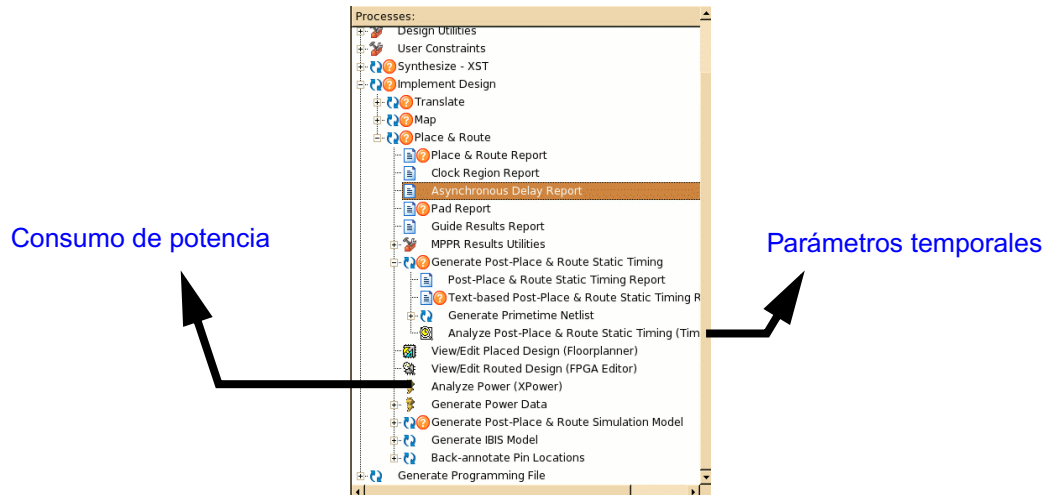 Processes:
Design Utilities
User Constraints
Synthesize - XST
Implement Design
Translate
Map
Place & Route
Place & Route Report
Clock Region Report
Asynchronous Delay Report
Pad Report
Guide Results Report
MPPR Results Utilities
Generate Post-Place & Route Static Timing
Post-Place & Route Static Timing Report
Text-based Post-Place & Route Static Timing R
Generate Primetime Netlist
Analyze Post-Place & Route Static Timing (Tim
View/Edit Placed Design (Floorplanner)
View/Edit Routed Design (FPGA Editor)
Analyze Power (XPower)
Generate Power Data
Generate Post-Place & Route Simulation Model
Generate IBIS Model
Back-annotate Pin Locations
Generate Programming File
Consumo de potencia
Parámetros temporales